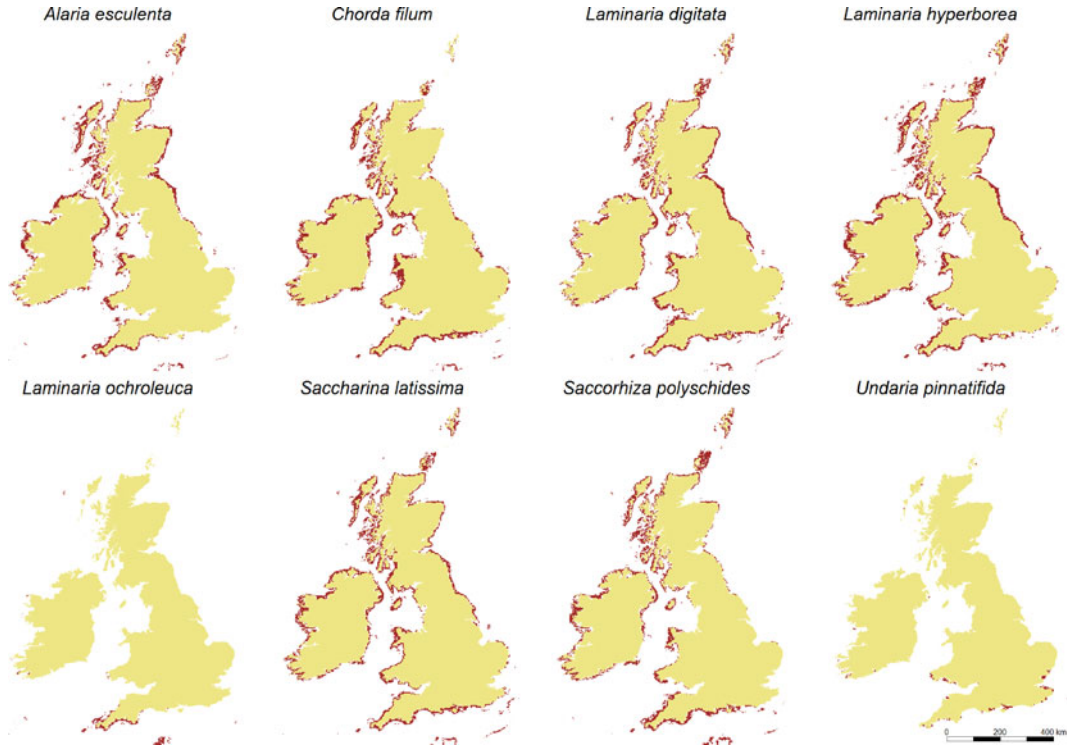 Alaria esculenta
Chorda filum
Laminaria digitata
Laminaria hyperborea
Laminaria ochroleuca
Saccharina latissima
Saccorhiza polyschides
Undaria pinnatifida
0 200 400 km